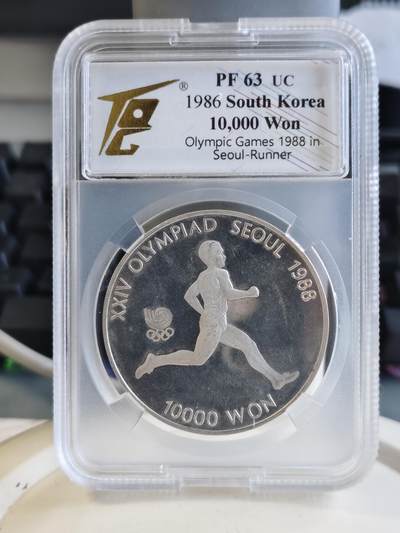 ®
PF 63 UC
1986 South Korea
10,000 Won
Olympic Games 1988 in
Seoul-Runner
XXIV OLYMPIAD SEOUL 1988
10000 WON